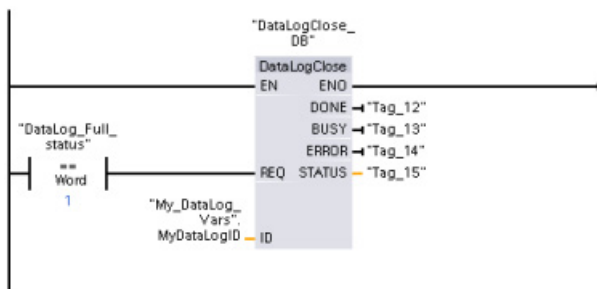 "DataLogClose_
DB"
DataLogClose
EN ENO
DONE "Tag_12"
BUSY "Tag_13"
"DataLog_Full_
status"
ERROR "Tag_14"
==
Word
REQ STATUS "Tag_15"
1
"My_DataLog_
Vars".
MyDataLogID
ID